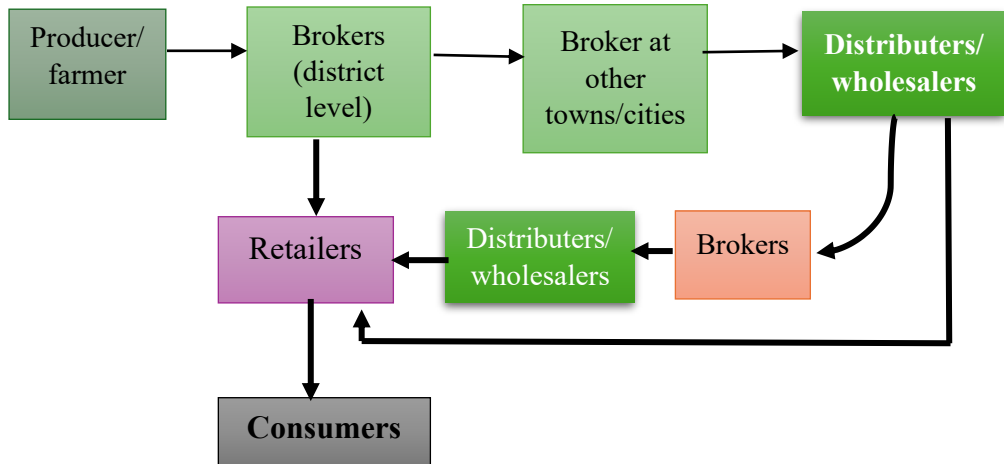 Producer/
farmer
Brokers
(district
level)
Broker at
other
towns/cities
Distributers/
wholesalers
Retailers
Distributers/
wholesalers
Brokers
Consumers